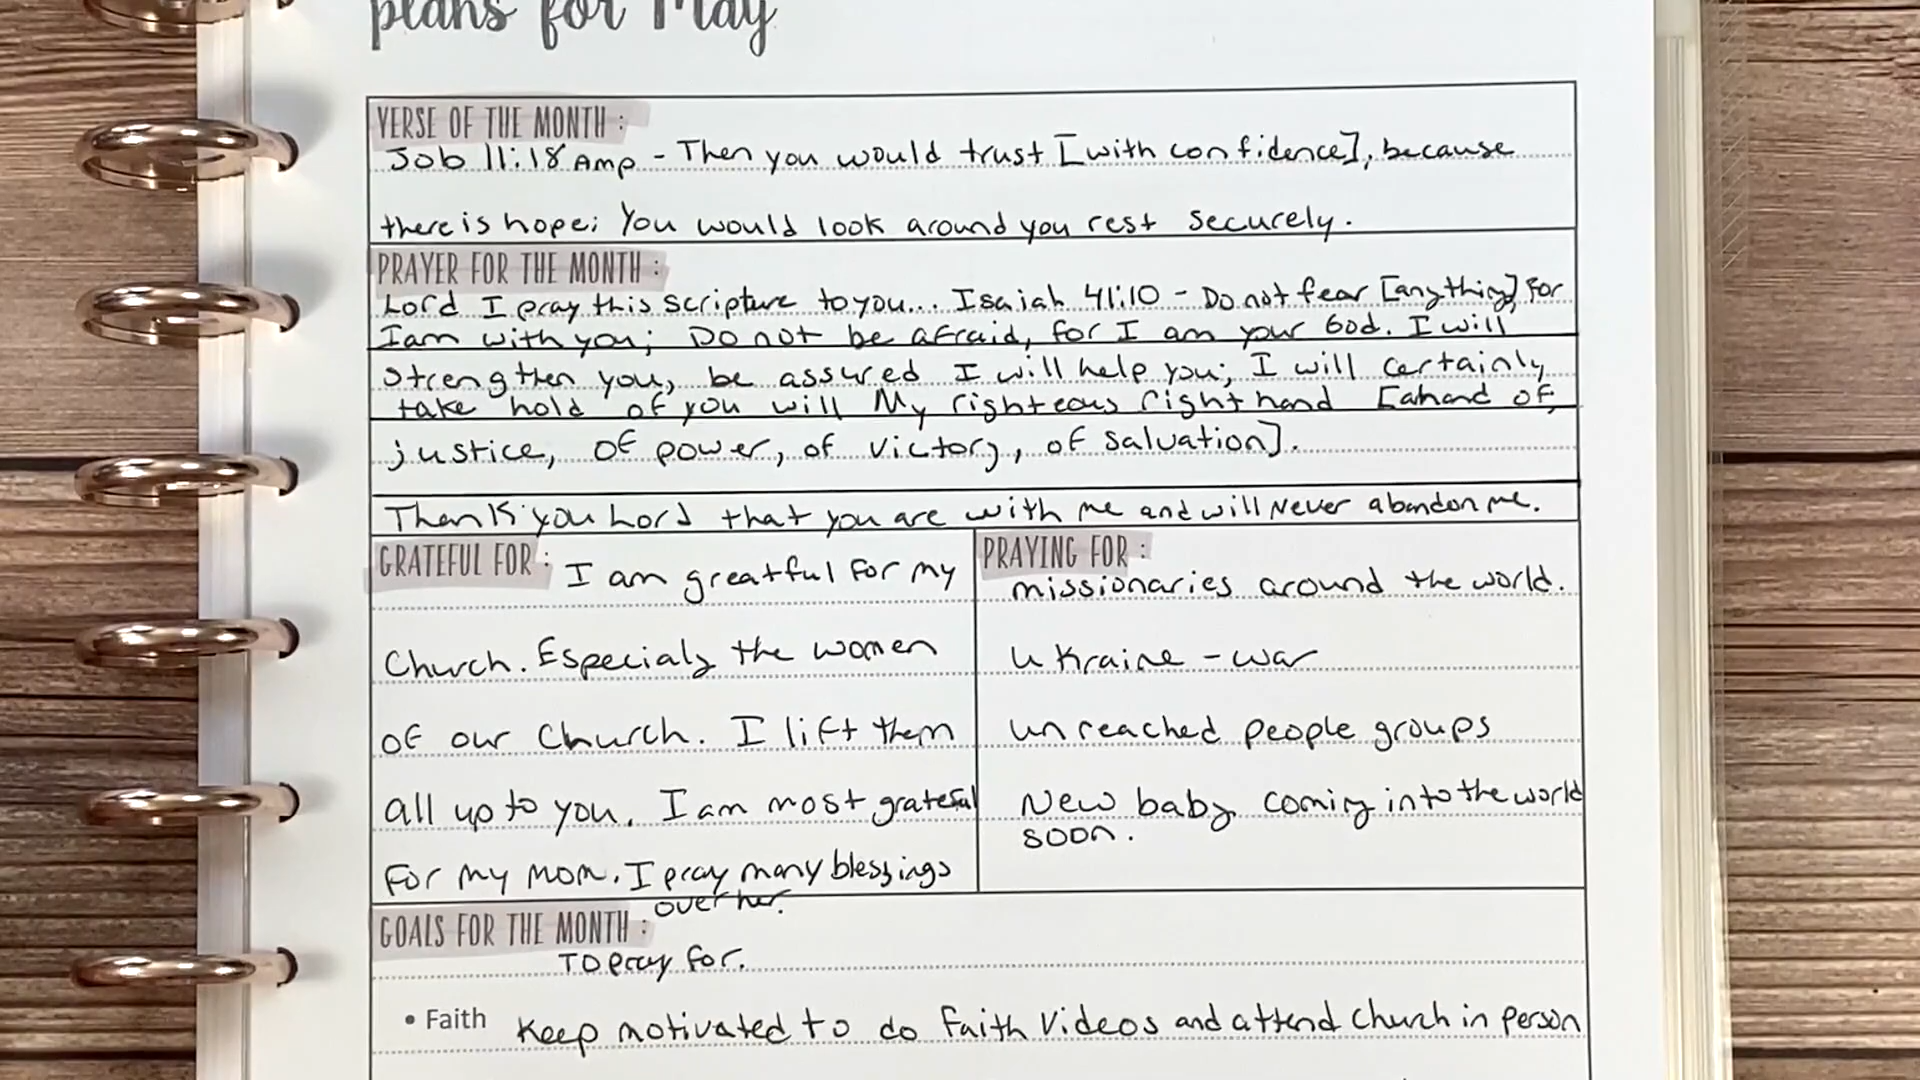 plans for May
VERSE OF THE MONTH :
Job 11:18 Amp - Then you would trust [with confidence], because
there is hope; You would look around you rest securely.
PRAYER FOR THE MONTH :
Lord I pray this scripture to you... Isaiah 41:10 - Do not fear [anything] For
I am with you; Do not be afraid, for I am your God. I will
strengthen you, be assured I will help you; I will certainly
take hold of you will My righteous right hand [a hand of,
justice, of power, of victory, of salvation].
Thank you Lord that you are with me and will Never abandon me.
GRATEFUL FOR : I am greatful for my
Church. Especialy the women
of our Church. I lift them
all up to you. I am most grateful
For my mom. I pray many blessings
over her.
PRAYING FOR :
missionaries around the world.
Ukraine - war
unreached people groups
New baby coming into the world
soon.
GOALS FOR THE MONTH :
To pray for.
• Faith Keep motivated to do faith videos and attend church in person